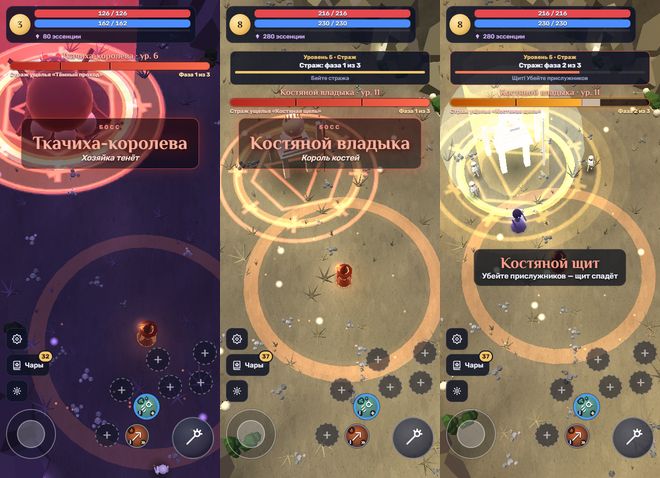 3
126 / 126
162 / 162
80 эссенции
Ткачиха-королева · ур. 6
Страж ущелья «Тёмный проход»
Фаза 1 из 3
БОСС
Ткачиха-королева
Хозяйка тенёт
32
Чары
8
216 / 216
230 / 230
280 эссенции
Уровень 5 · Страж
Страж: фаза 1 из 3
Бейте стража
Костяной владыка · ур. 11
Страж ущелья «Костяная щель»
Фаза 1 из 3
БОСС
Костяной владыка
Король костей
37
Чары
8
216 / 216
230 / 230
280 эссенции
Уровень 5 · Страж
Страж: фаза 2 из 3
Щит! Убейте прислужников
Костяной владыка · ур. 11
Страж ущелья «Костяная щель»
Фаза 2 из 3
Костяной щит
Убейте прислужников — щит спадёт
37
Чары